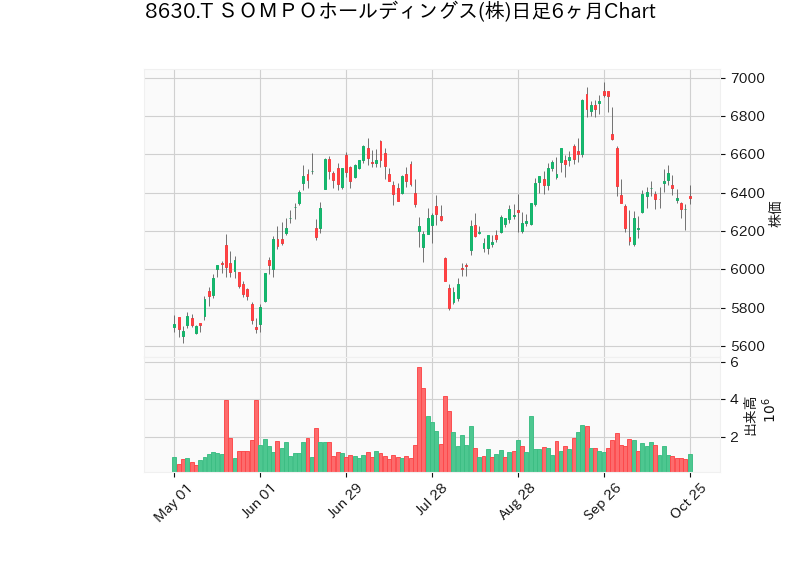 8630.T ＳＯＭＰＯホールディングス(株)日足6ヶ月Chart
7000
6800
6600
6400
6200
6000
5800
5600
株価
6
4
2
出来高
10^6
May 01
Jun 01
Jun 29
Jul 28
Aug 28
Sep 26
Oct 25